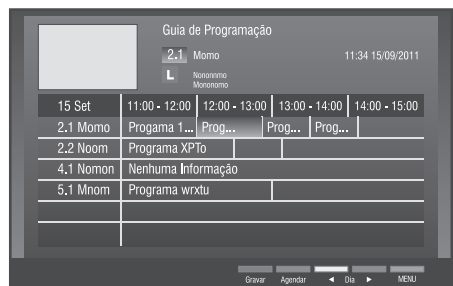 Guia de Programação
2.1 Momo 11:34 15/09/2011
L Nononnmo
Mononomo
15 Set 11:00 - 12:00 12:00 - 13:00 13:00 - 14:00 14:00 - 15:00
2.1 Momo Progama 1... Prog... Prog... Prog...
2.2 Noom Programa XPTo
4.1 Nomon Nenhuma Informação
5.1 Mnom Programa wrxtu
Gravar Agendar ◄ Dia ► MENU